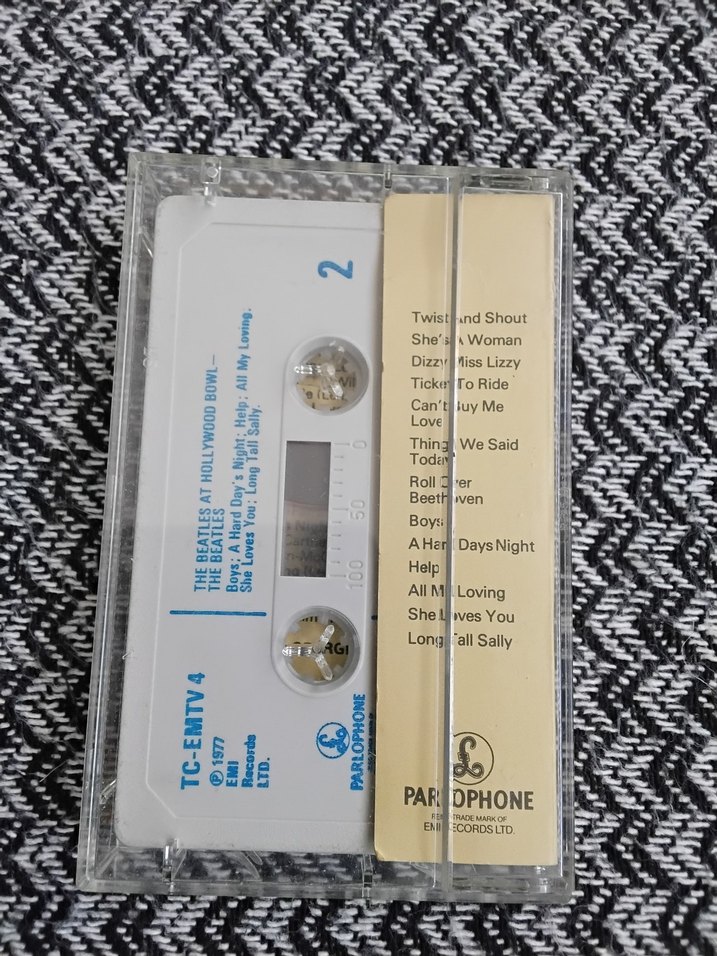 2
THE BEATLES AT HOLLYWOOD BOWL—
THE BEATLES
Boys; A Hard Day's Night; Help; All My Loving;
She Loves You; Long Tall Sally.
0
50
100
TC-EMTV 4
℗ 1977
EMI
Records
LTD.
£
PARLOPHONE
Twist And Shout
She's A Woman
Dizzy Miss Lizzy
Ticket To Ride
Can't Buy Me
Love
Things We Said
Today
Roll Over
Beethoven
Boys
A Hard Days Night
Help
All My Loving
She Loves You
Long Tall Sally
£
PARLOPHONE
REG. TRADE MARK OF
EMI RECORDS LTD.